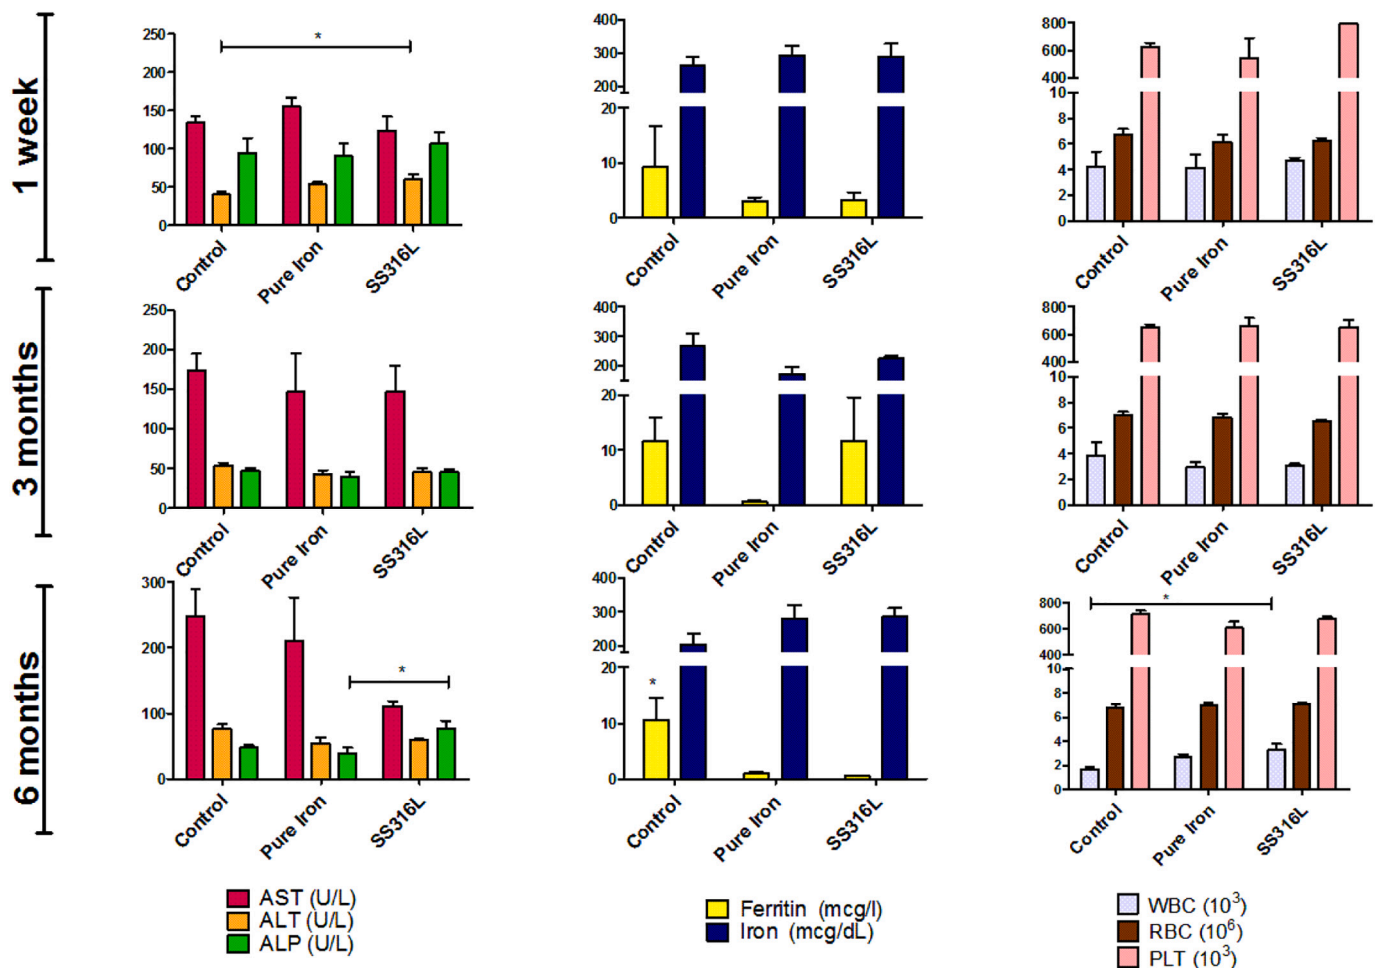 1 week
250
200
150
100
50
0
*
Control
Pure Iron
SS316L
400
300
200
20
10
0
Control
Pure Iron
SS316L
800
600
400
10
8
6
4
2
0
Control
Pure Iron
SS316L
3 months
250
200
150
100
50
0
Control
Pure Iron
SS316L
400
300
200
20
10
0
Control
Pure Iron
SS316L
800
600
400
10
8
6
4
2
0
Control
Pure Iron
SS316L
6 months
300
200
100
0
*
Control
Pure Iron
SS316L
400
300
200
20
10
0
*
Control
Pure Iron
SS316L
800
600
400
10
8
6
4
2
0
*
Control
Pure Iron
SS316L
AST (U/L)
ALT (U/L)
ALP (U/L)
Ferritin (mcg/l)
Iron (mcg/dL)
WBC (10³)
RBC (10⁶)
PLT (10³)